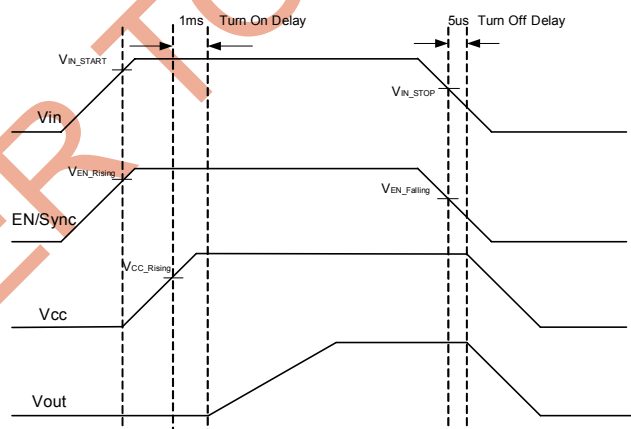 1ms Turn On Delay
5us Turn Off Delay
VIN_START
VIN_STOP
Vin
VEN_Rising
VEN_Falling
EN/Sync
VCC_Rising
Vcc
Vout